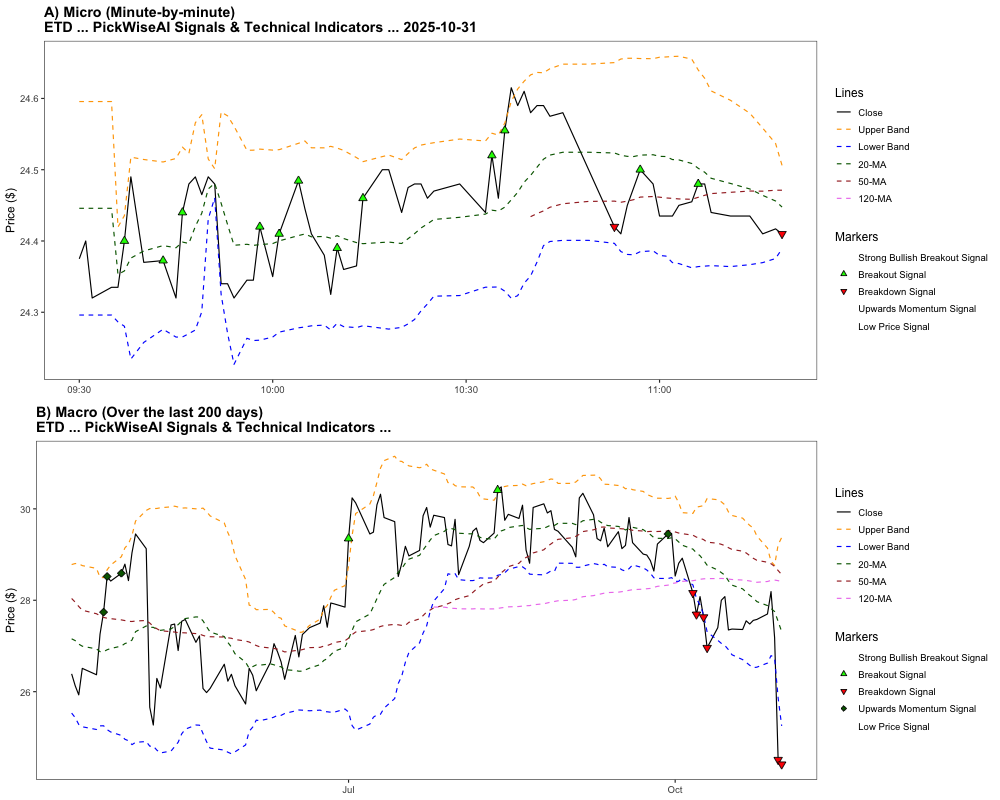 A) Micro (Minute-by-minute)
ETD ... PickWiseAI Signals & Technical Indicators ... 2025-10-31
Price ($)
24.6
24.5
24.4
24.3
09:30
10:00
10:30
11:00
Lines
Close
Upper Band
Lower Band
20-MA
50-MA
120-MA
Markers
Strong Bullish Breakout Signal
Breakout Signal
Breakdown Signal
Upwards Momentum Signal
Low Price Signal
B) Macro (Over the last 200 days)
ETD ... PickWiseAI Signals & Technical Indicators ...
Price ($)
30
28
26
Jul
Oct
Lines
Close
Upper Band
Lower Band
20-MA
50-MA
120-MA
Markers
Strong Bullish Breakout Signal
Breakout Signal
Breakdown Signal
Upwards Momentum Signal
Low Price Signal